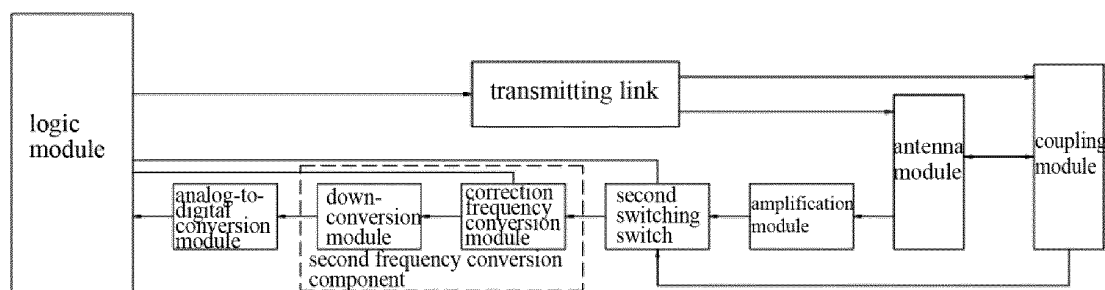 logic
module
transmitting link
antenna
module
coupling
module
analog-to-
digital
conversion
module
down-
conversion
module
correction
frequency
conversion
module
second
switching
switch
amplification
module
second frequency conversion
component